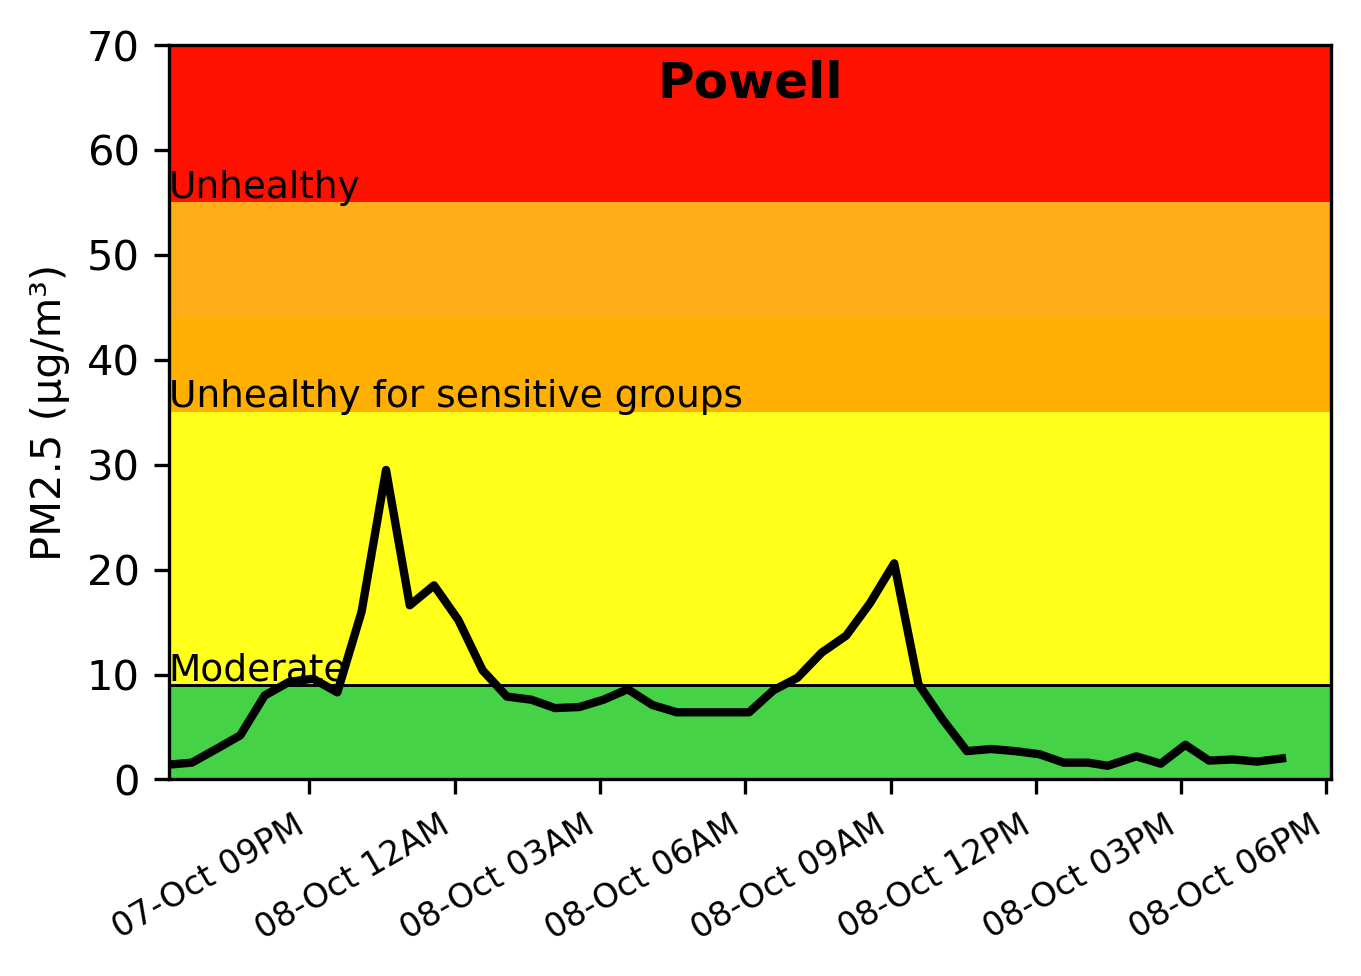 Powell
70
60
50
40
30
20
10
0
PM2.5 (µg/m³)
Unhealthy
Unhealthy for sensitive groups
Moderate
07-Oct 09PM
08-Oct 12AM
08-Oct 03AM
08-Oct 06AM
08-Oct 09AM
08-Oct 12PM
08-Oct 03PM
08-Oct 06PM